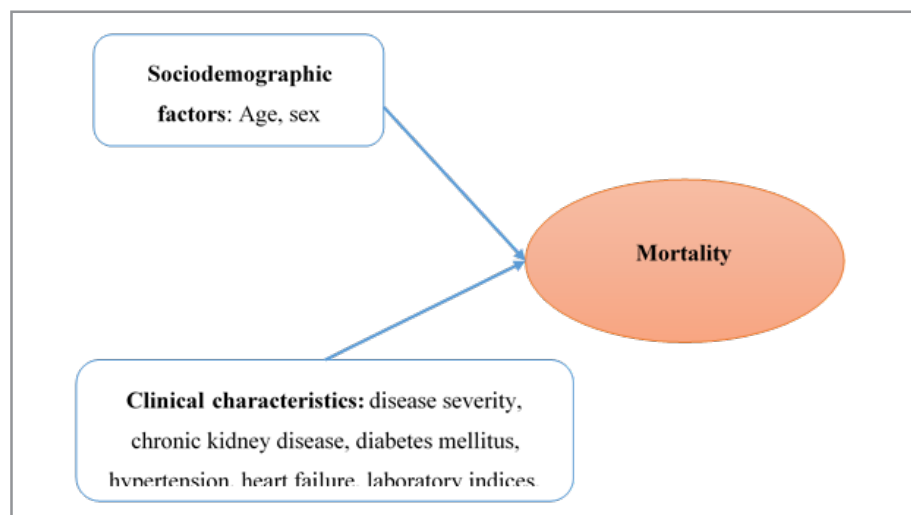 Sociodemographic
factors: Age, sex
Mortality
Clinical characteristics: disease severity,
chronic kidney disease, diabetes mellitus,
hypertension, heart failure, laboratory indices.